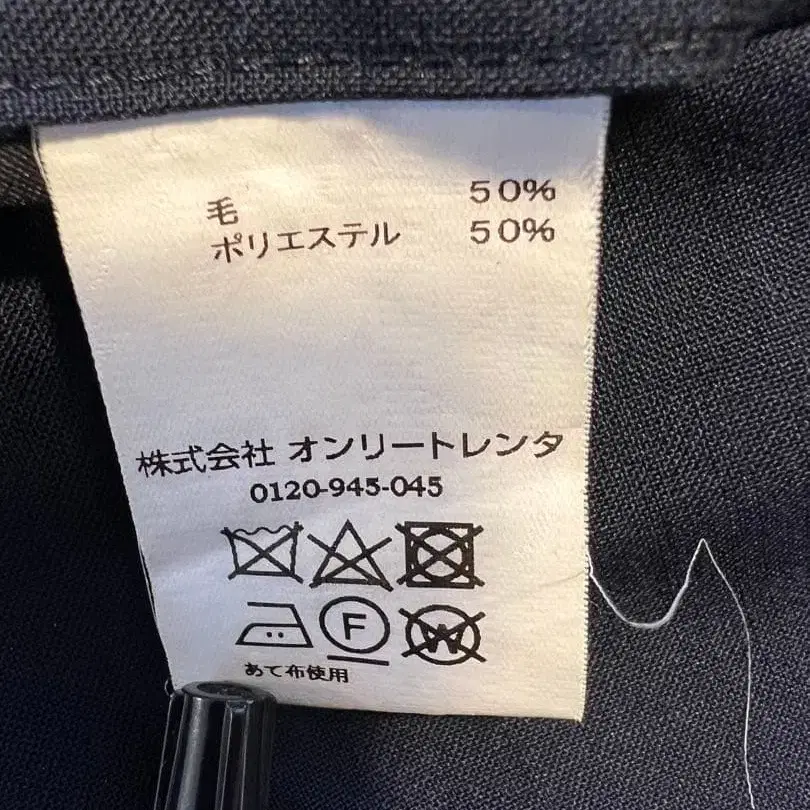 毛 50%
ポリエステル 50%
株式会社 オンリートレンタ
0120-945-045
F W
あて布使用